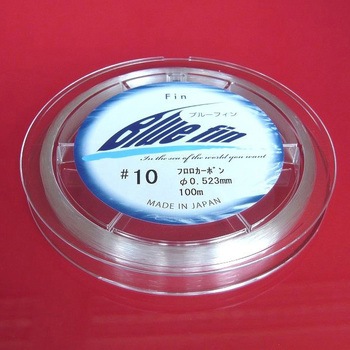 Fin
ブルーフィン
Blue fin
In the sea of the world you want
#10
フロロカーボン
φ0.523mm
100m
MADE IN JAPAN